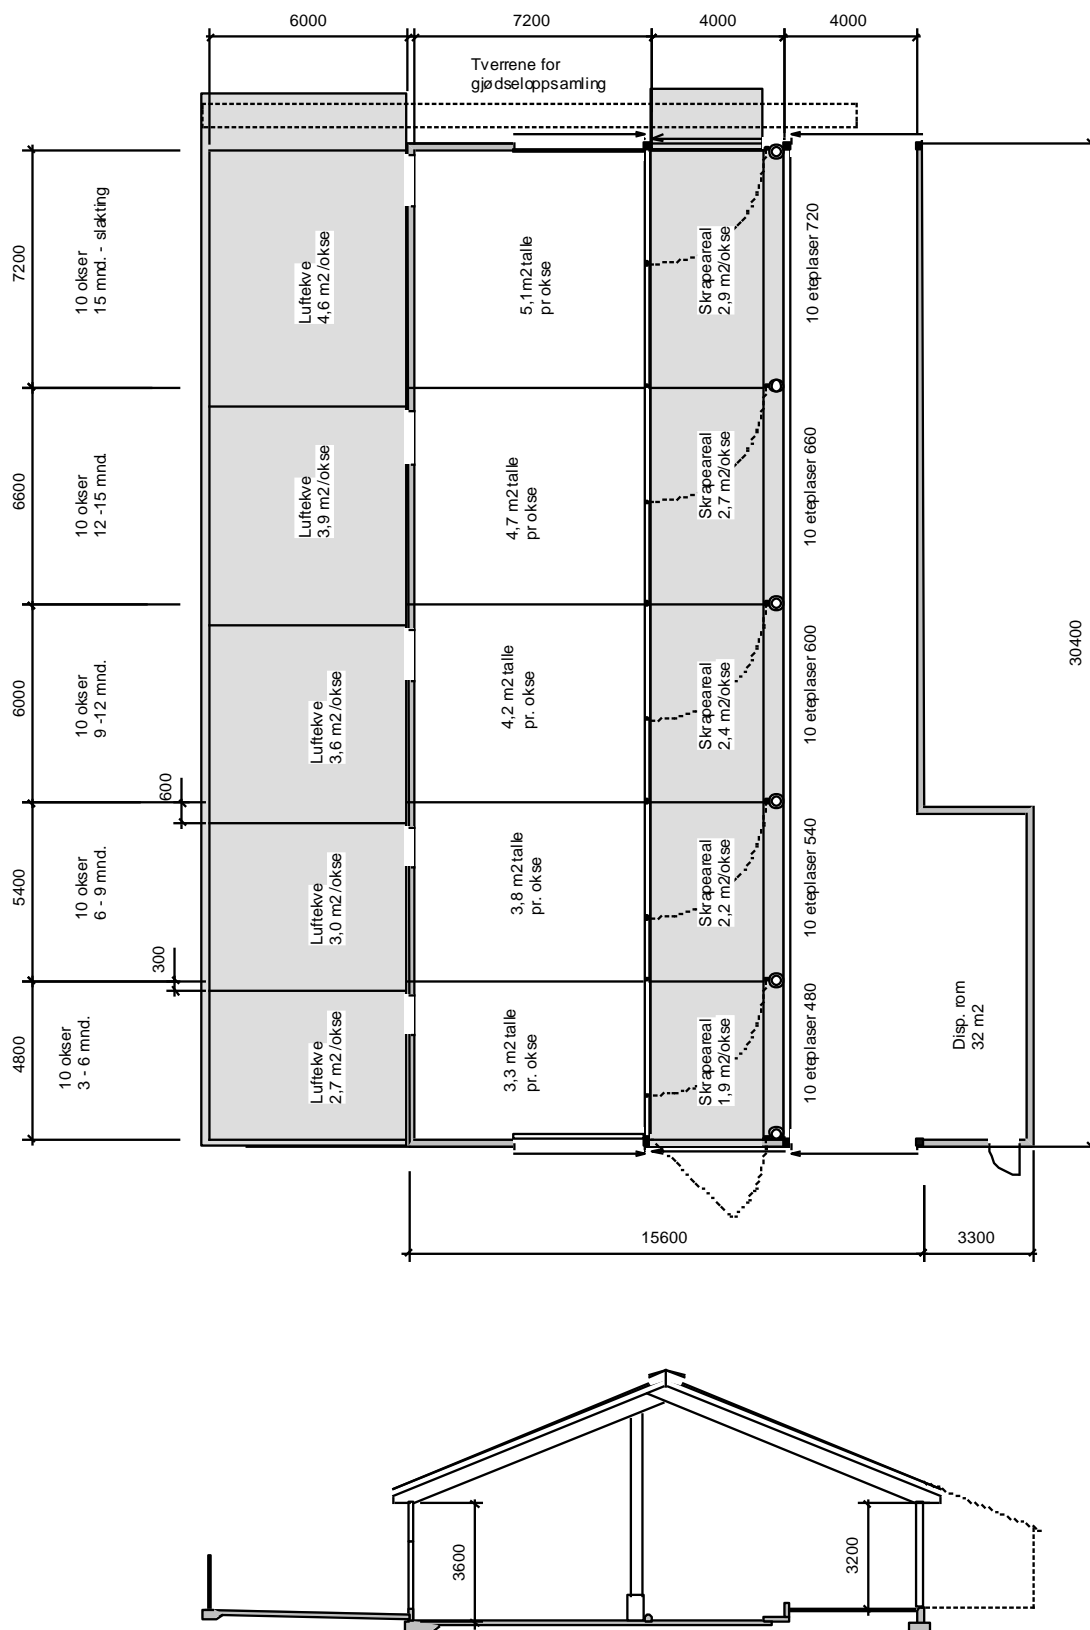 6000
7200
4000
4000
Tverrene for
gjødseloppsamling
7200
10 okser
15 mnd. - slakting
Luftekve
4,6 m2/okse
5,1 m2 talle
pr okse
Skrapeareal
2,9 m2/okse
10 eteplaser 720
6600
10 okser
12 -15 mnd.
Luftekve
3,9 m2/okse
4,7 m2 talle
pr okse
Skrapeareal
2,7 m2/okse
10 eteplaser 660
6000
10 okser
9 -12 mnd.
Luftekve
3,6 m2/okse
4,2 m2 talle
pr. okse
Skrapeareal
2,4 m2/okse
10 eteplaser 600
30400
600
5400
10 okser
6 - 9 mnd.
Luftekve
3,0 m2/okse
3,8 m2 talle
pr. okse
Skrapeareal
2,2 m2/okse
10 eteplaser 540
300
4800
10 okser
3 - 6 mnd.
Luftekve
2,7 m2/okse
3,3 m2 talle
pr. okse
Skrapeareal
1,9 m2/okse
10 eteplaser 480
Disp. rom
32 m2
15600
3300
3600
3200